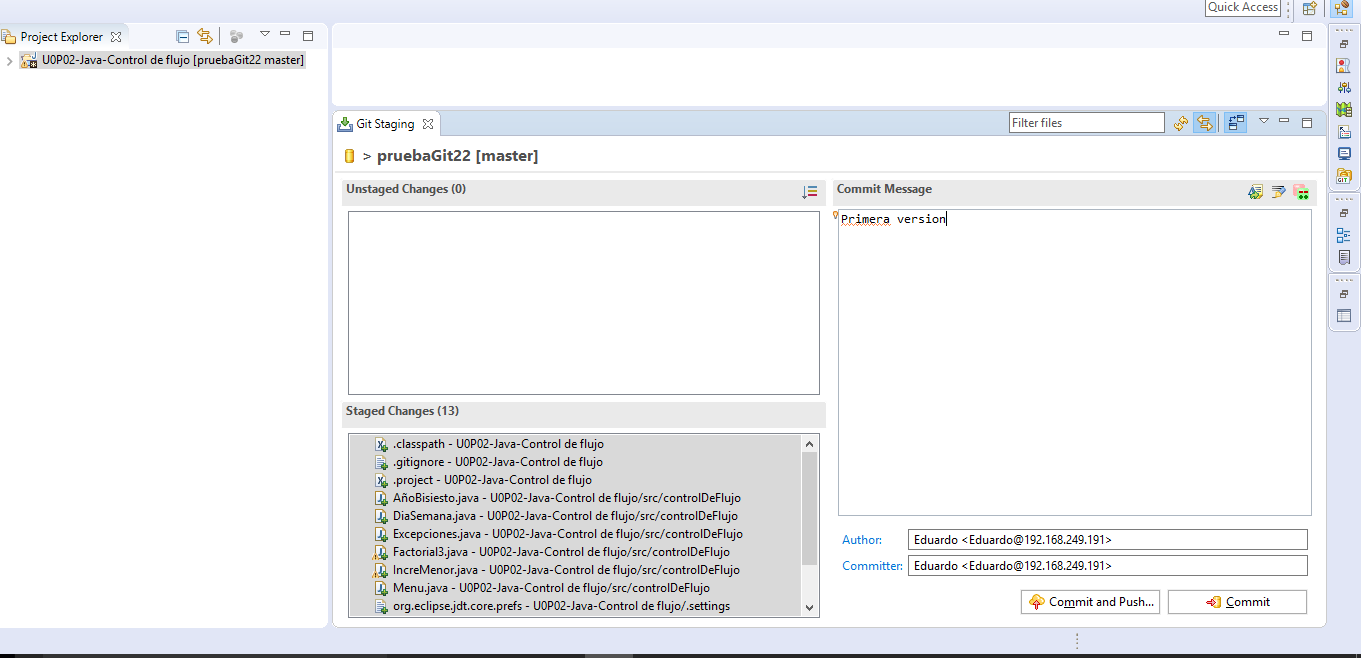 Quick Access
Project Explorer
U0P02-Java-Control de flujo [pruebaGit22 master]
Git Staging
Filter files
> pruebaGit22 [master]
Unstaged Changes (0)
Commit Message
Primera version
Staged Changes (13)
.classpath - U0P02-Java-Control de flujo
.gitignore - U0P02-Java-Control de flujo
.project - U0P02-Java-Control de flujo
AñoBisiesto.java - U0P02-Java-Control de flujo/src/controlDeFlujo
DiaSemana.java - U0P02-Java-Control de flujo/src/controlDeFlujo
Excepciones.java - U0P02-Java-Control de flujo/src/controlDeFlujo
Factorial3.java - U0P02-Java-Control de flujo/src/controlDeFlujo
IncreMenor.java - U0P02-Java-Control de flujo/src/controlDeFlujo
Menu.java - U0P02-Java-Control de flujo/src/controlDeFlujo
org.eclipse.jdt.core.prefs - U0P02-Java-Control de flujo/.settings
Author: Eduardo <Eduardo@192.168.249.191>
Committer: Eduardo <Eduardo@192.168.249.191>
Commit and Push...
Commit
GIT